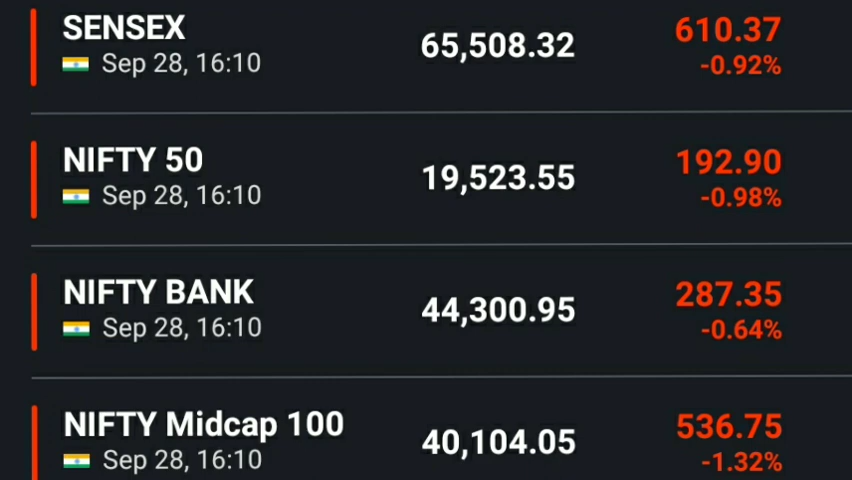 SENSEX
Sep 28, 16:10
65,508.32
610.37
-0.92%
NIFTY 50
Sep 28, 16:10
19,523.55
192.90
-0.98%
NIFTY BANK
Sep 28, 16:10
44,300.95
287.35
-0.64%
NIFTY Midcap 100
Sep 28, 16:10
40,104.05
536.75
-1.32%